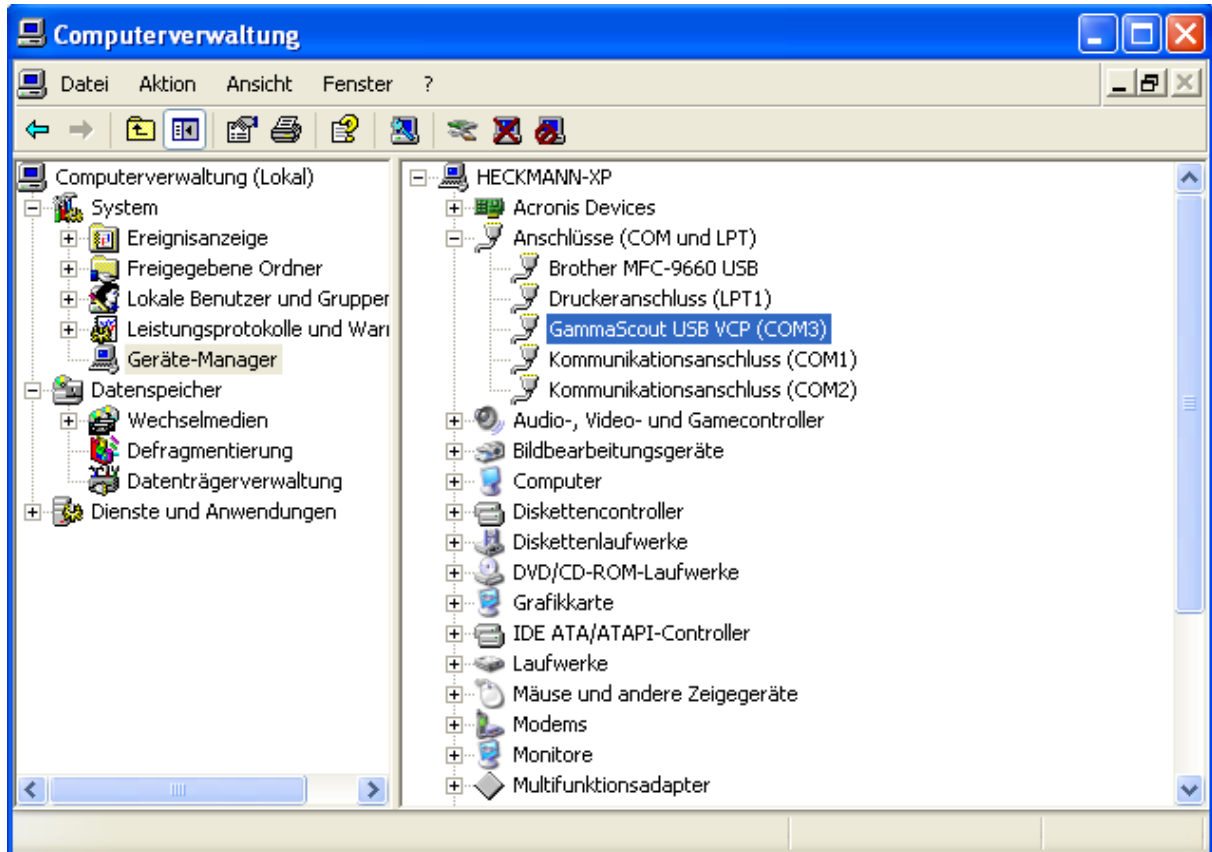 Computerverwaltung
Datei Aktion Ansicht Fenster ?
Computerverwaltung (Lokal)
System
Ereignisanzeige
Freigegebene Ordner
Lokale Benutzer und Gruppen
Leistungsprotokolle und Warn
Geräte-Manager
Datenspeicher
Wechselmedien
Defragmentierung
Datenträgerverwaltung
Dienste und Anwendungen
HECKMANN-XP
Acronis Devices
Anschlüsse (COM und LPT)
Brother MFC-9660 USB
Druckeranschluss (LPT1)
GammaScout USB VCP (COM3)
Kommunikationsanschluss (COM1)
Kommunikationsanschluss (COM2)
Audio-, Video- und Gamecontroller
Bildbearbeitungsgeräte
Computer
Diskettencontroller
Diskettenlaufwerke
DVD/CD-ROM-Laufwerke
Grafikkarte
IDE ATA/ATAPI-Controller
Laufwerke
Mäuse und andere Zeigegeräte
Modems
Monitore
Multifunktionsadapter